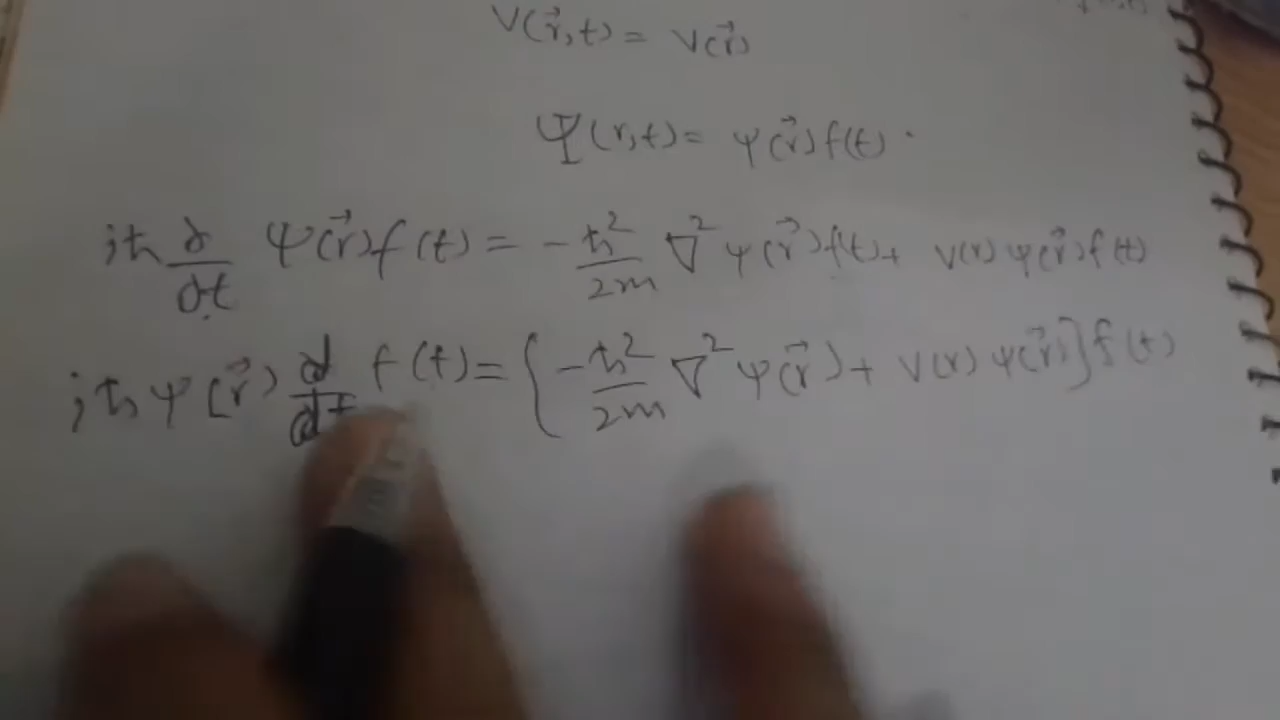 V(r⃗,t) = V(r⃗)
Ψ(r,t) = ψ(r⃗)f(t).
iħ ∂/∂t ψ(r⃗)f(t) = -ħ²/2m ∇² ψ(r⃗)f(t) + V(r) ψ(r⃗)f(t)
iħ ψ(r⃗) d/dt f(t) = {-ħ²/2m ∇² ψ(r⃗) + V(r) ψ(r⃗)] f(t)